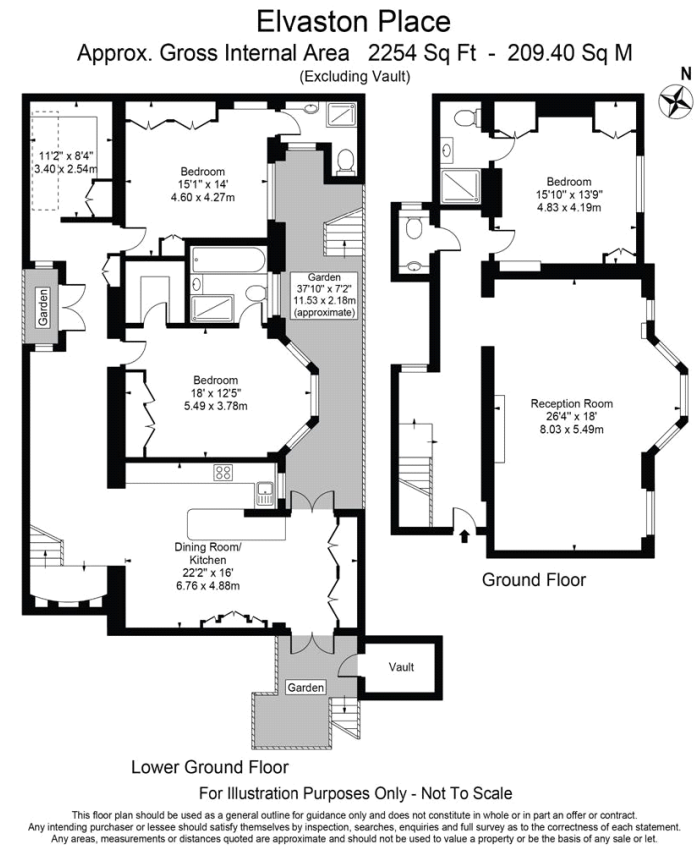 Elvaston Place
Approx. Gross Internal Area 2254 Sq Ft - 209.40 Sq M
(Excluding Vault)
N
11'2" x 8'4"
3.40 x 2.54m
Bedroom
15'1" x 14'
4.60 x 4.27m
Garden
37'10" x 7'2"
11.53 x 2.18m
(approximate)
Garden
Bedroom
18' x 12'5"
5.49 x 3.78m
Dining Room/
Kitchen
22'2" x 16'
6.76 x 4.88m
Garden
Vault
Lower Ground Floor
Bedroom
15'10" x 13'9"
4.83 x 4.19m
Reception Room
26'4" x 18'
8.03 x 5.49m
Ground Floor
For Illustration Purposes Only - Not To Scale
This floor plan should be used as a general outline for guidance only and does not constitute in whole or in part an offer or contract.
Any intending purchaser or lessee should satisfy themselves by inspection, searches, enquiries and full survey as to the correctness of each statement.
Any areas, measurements or distances quoted are approximate and should not be used to value a property or be the basis of any sale or let.